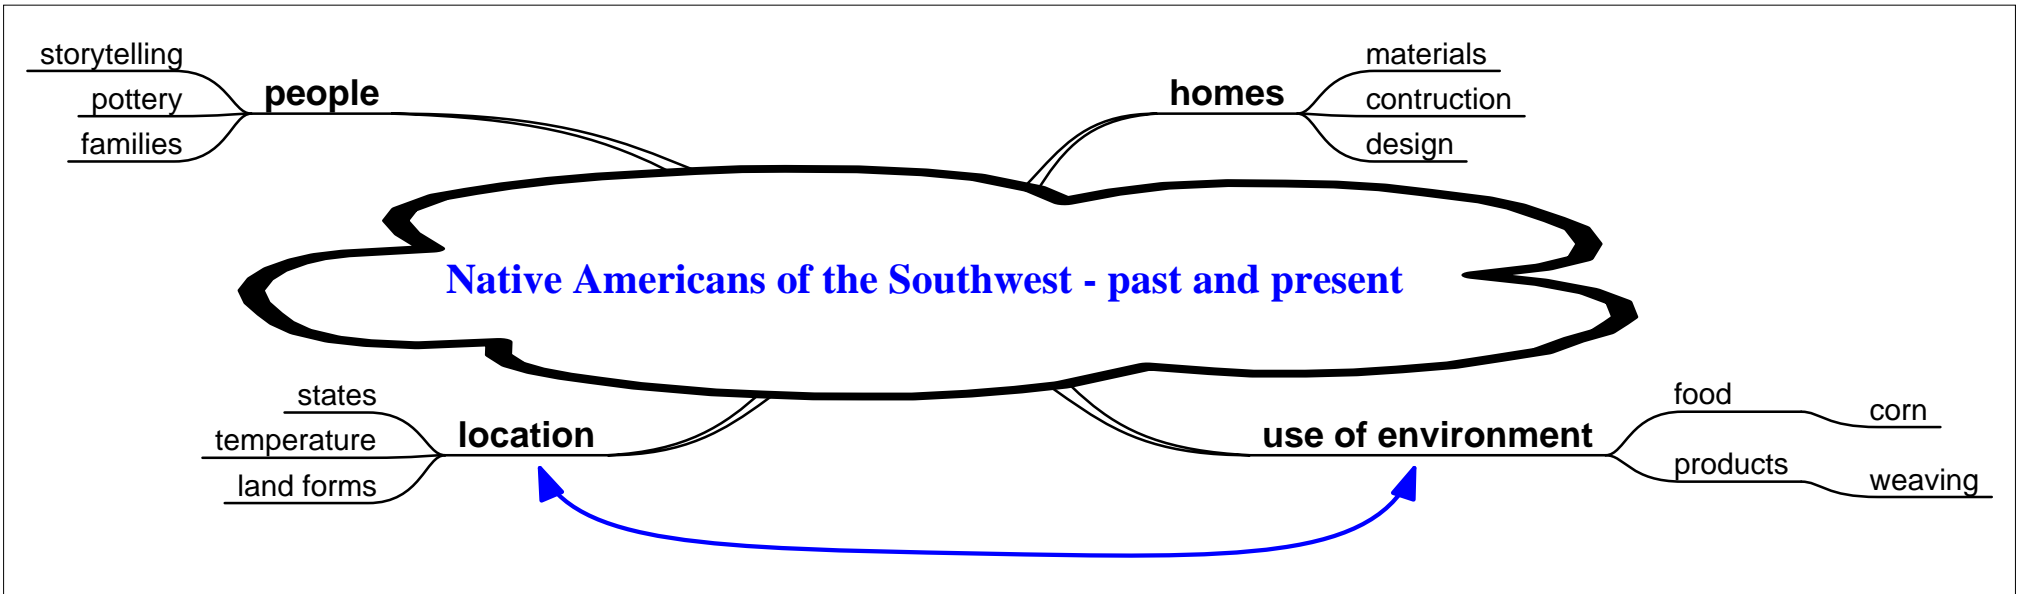 storytelling
pottery
families
people
homes
materials
contruction
design
Native Americans of the Southwest - past and present
states
temperature
land forms
location
use of environment
food
corn
products
weaving